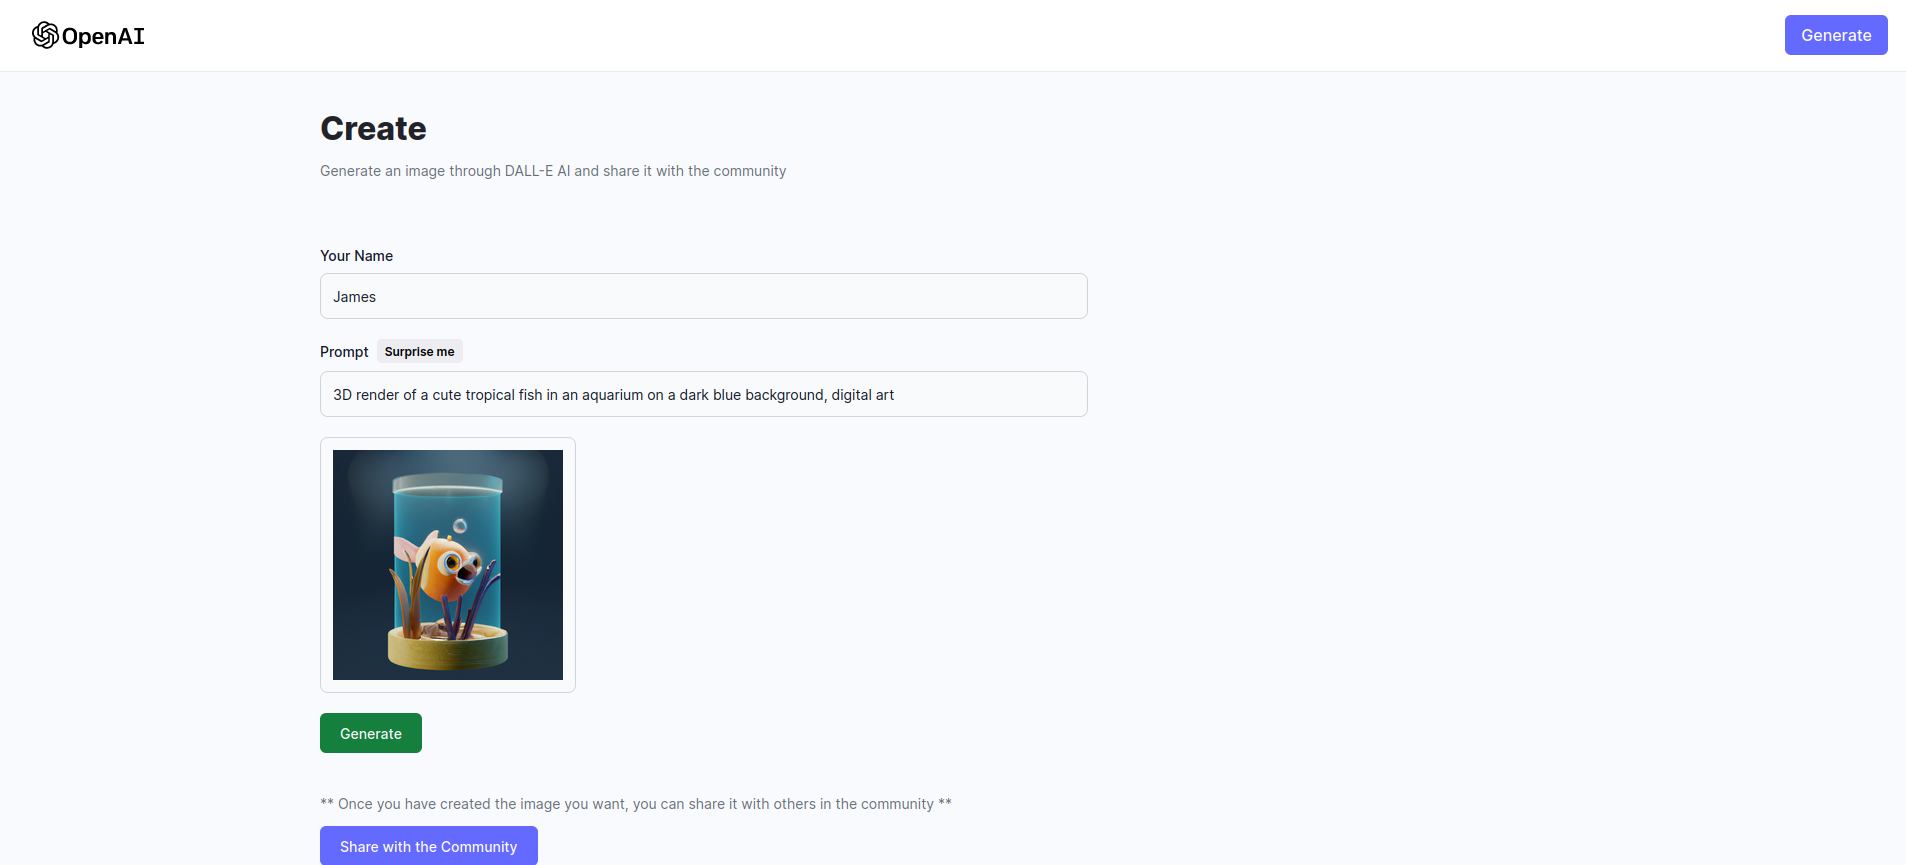 OpenAI
Generate
Create
Generate an image through DALL-E AI and share it with the community
Your Name
James
Prompt Surprise me
3D render of a cute tropical fish in an aquarium on a dark blue background, digital art
Generate
** Once you have created the image you want, you can share it with others in the community **
Share with the Community